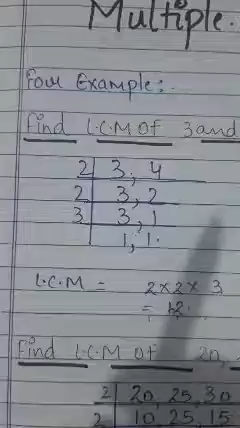 Multiple.
Four Example:-
Find L.C.M Of 3 and
2 3, 4
2 3, 2
3 3, 1
1, 1.
L.C.M = 2×2×3
= 12.
Find L.C.M Of 20,
2 20, 25, 30
2 10, 25, 15